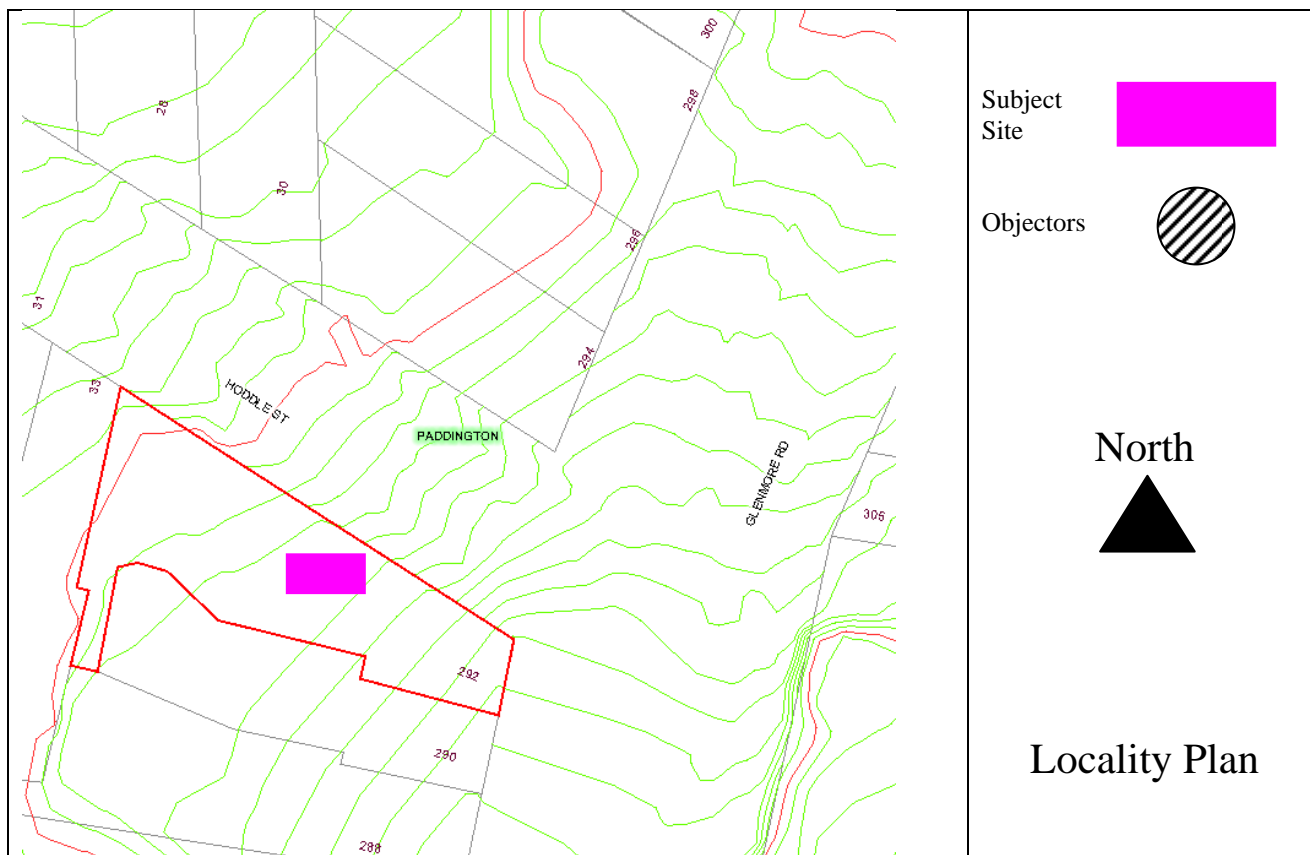 300
298
28
30
296
31
294
33
HODDLE ST
PADDINGTON
GLENMORE RD
305
292
290
288
Subject
Site
Objectors
North
Locality Plan